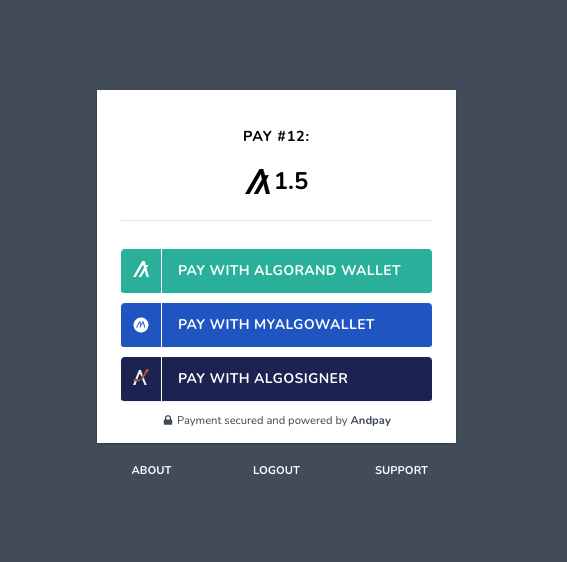 PAY #12:
1.5
PAY WITH ALGORAND WALLET
PAY WITH MYALGOWALLET
PAY WITH ALGOSIGNER
Payment secured and powered by Andpay
ABOUT LOGOUT SUPPORT